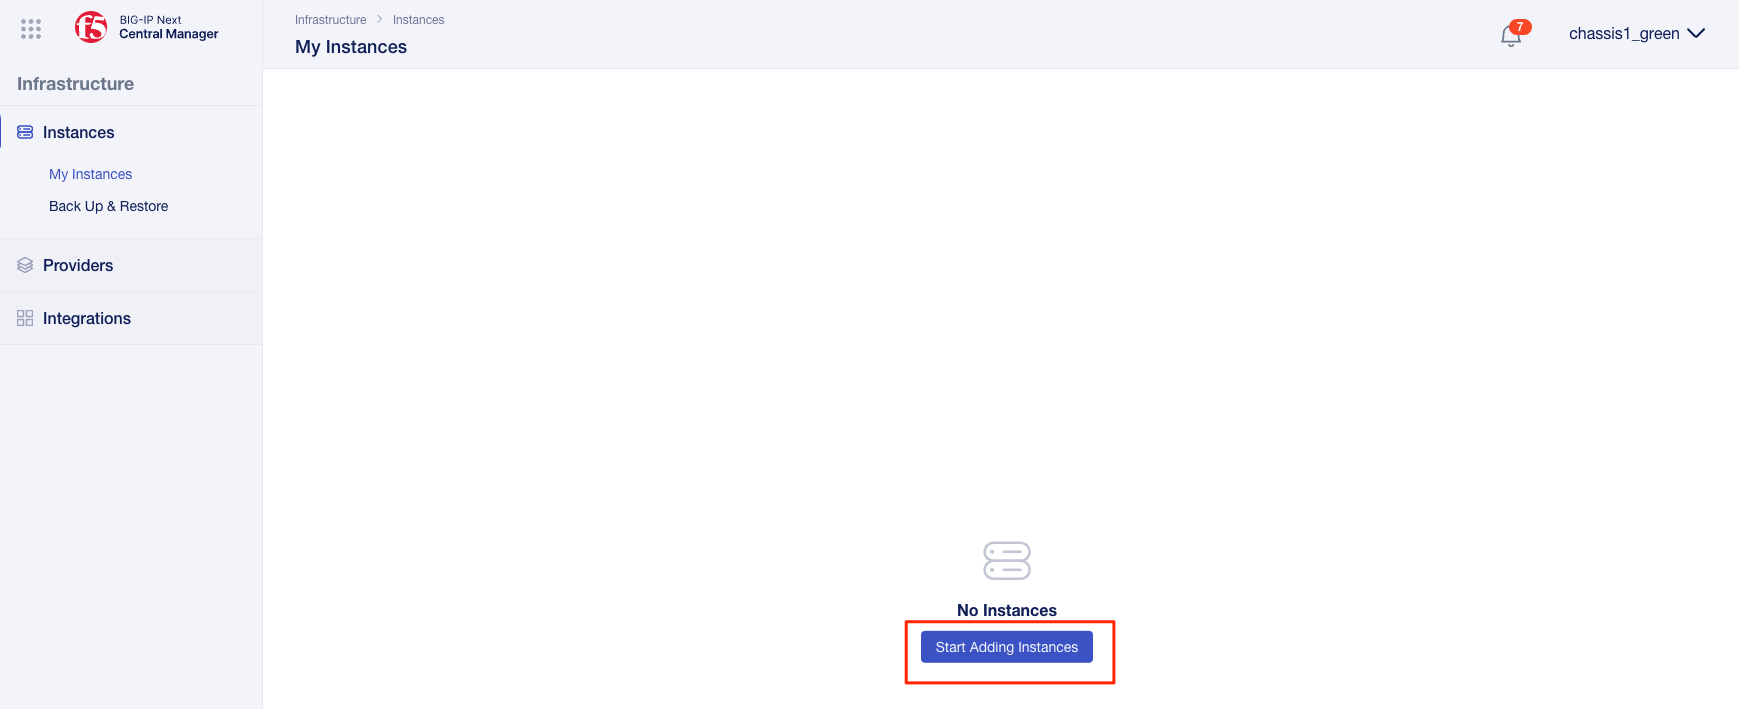 BIG-IP Next
Central Manager
f5
Infrastructure
Instances
My Instances
Back Up & Restore
Providers
Integrations
Infrastructure > Instances
My Instances
7
chassis1_green
No Instances
Start Adding Instances